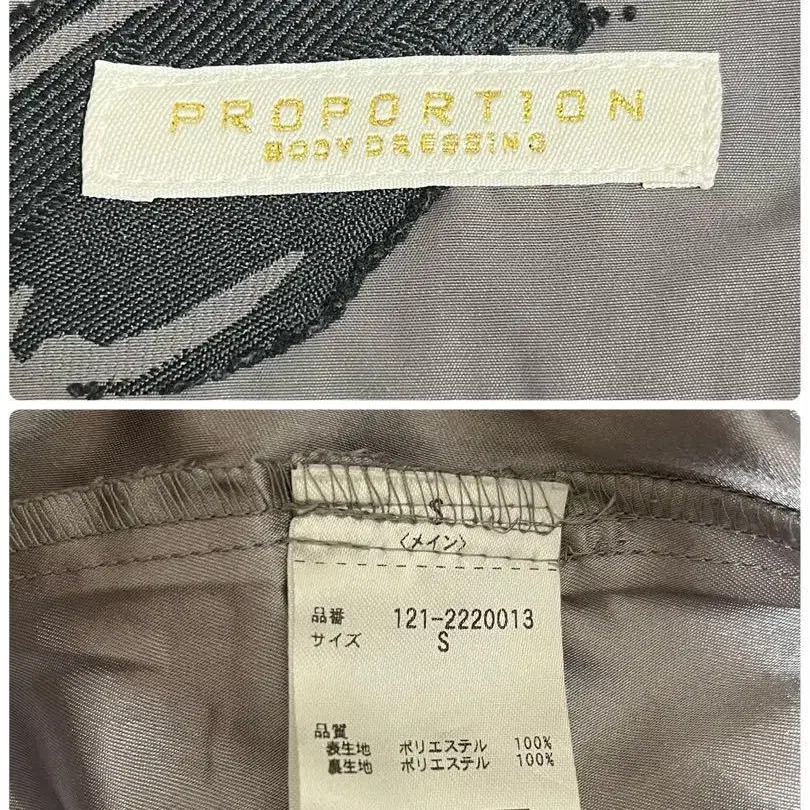 PROPORTION
BODY DRESSING
S
〈メイン〉
品番 121-2220013
サイズ S
品質
表生地 ポリエステル 100%
裏生地 ポリエステル 100%